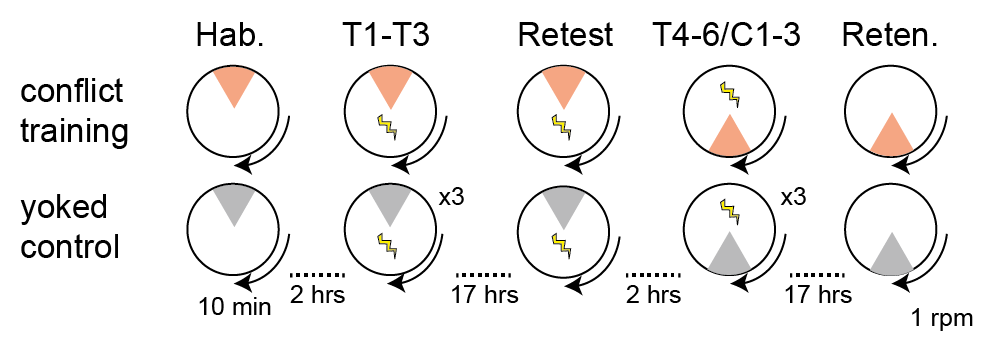 Hab. T1-T3 Retest T4-6/C1-3 Reten.
conflict
training
yoked
control
x3 x3
10 min 2 hrs 17 hrs 2 hrs 17 hrs
1 rpm